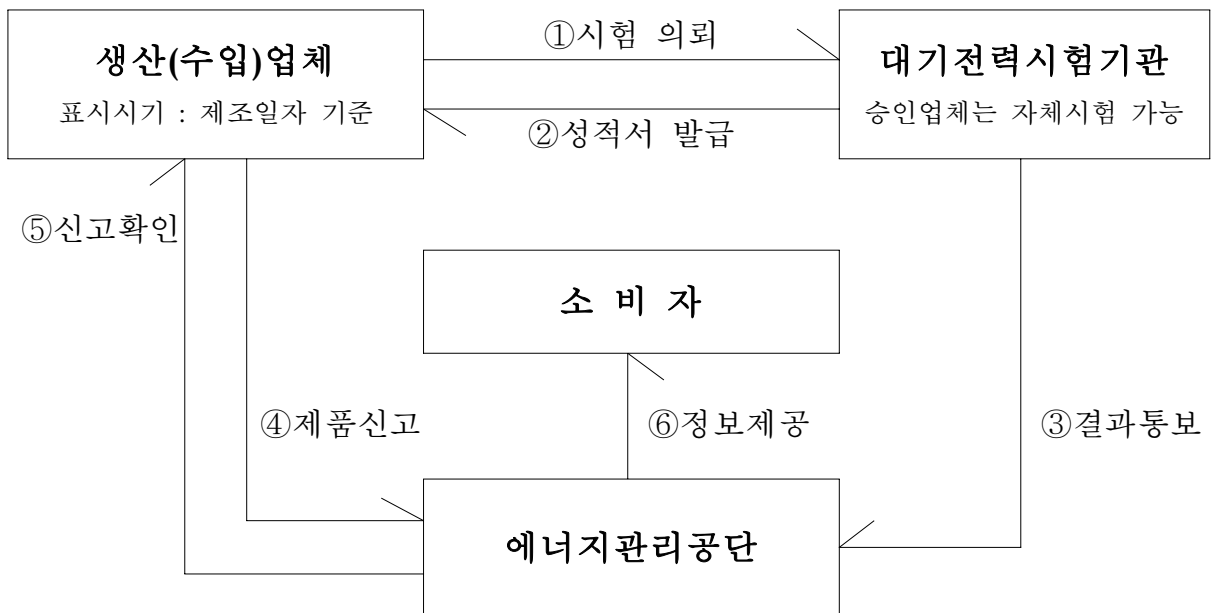 ①시험 의뢰
생산(수입)업체
표시시기 : 제조일자 기준
대기전력시험기관
승인업체는 자체시험 가능
②성적서 발급
⑤신고확인
소 비 자
④제품신고
⑥정보제공
③결과통보
에너지관리공단